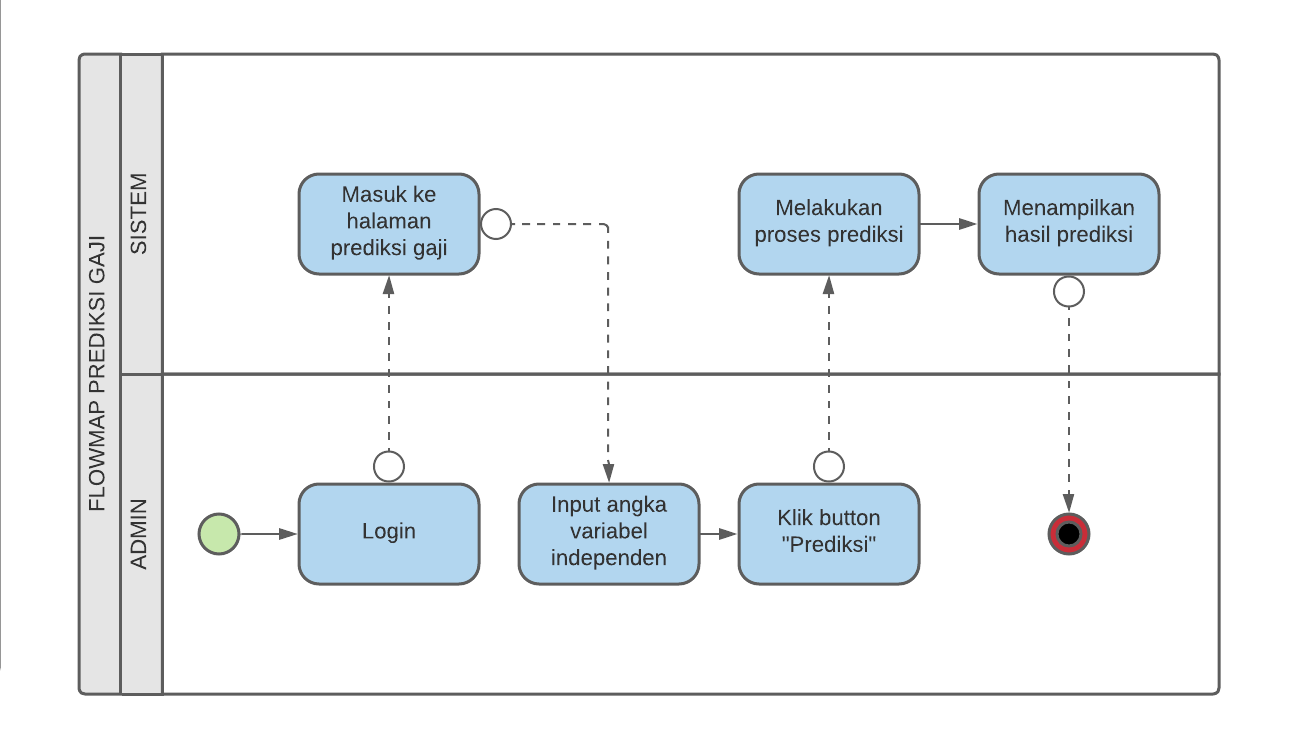 FLOWMAP PREDIKSI GAJI
SISTEM
Masuk ke
halaman
prediksi gaji
Melakukan
proses prediksi
Menampilkan
hasil prediksi
ADMIN
Login
Input angka
variabel
independen
Klik button
"Prediksi"